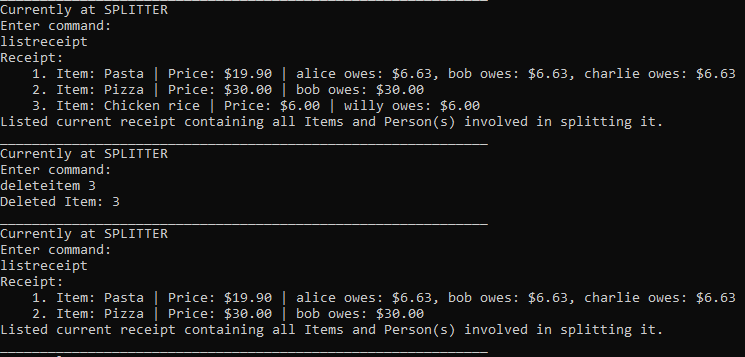 Currently at SPLITTER
Enter command:
listreceipt
Receipt:
1. Item: Pasta | Price: $19.90 | alice owes: $6.63, bob owes: $6.63, charlie owes: $6.63
2. Item: Pizza | Price: $30.00 | bob owes: $30.00
3. Item: Chicken rice | Price: $6.00 | willy owes: $6.00
Listed current receipt containing all Items and Person(s) involved in splitting it.
Currently at SPLITTER
Enter command:
deleteitem 3
Deleted Item: 3
Currently at SPLITTER
Enter command:
listreceipt
Receipt:
1. Item: Pasta | Price: $19.90 | alice owes: $6.63, bob owes: $6.63, charlie owes: $6.63
2. Item: Pizza | Price: $30.00 | bob owes: $30.00
Listed current receipt containing all Items and Person(s) involved in splitting it.